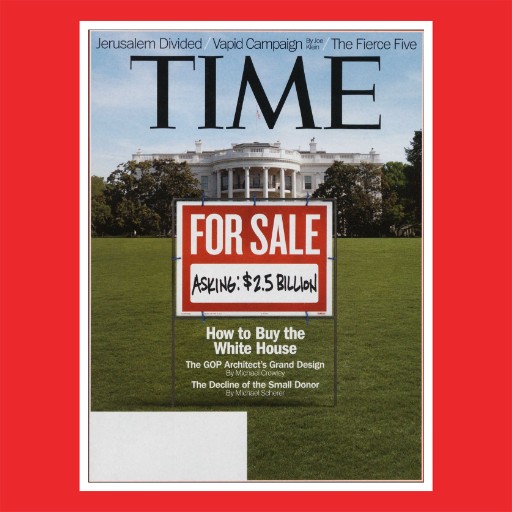 Jerusalem Divided / Vapid Campaign By Joe Klein / The Fierce Five
TIME
FOR SALE
ASKING: $2.5 BILLION
How to Buy the
White House
The GOP Architect's Grand Design
By Michael Crowley
The Decline of the Small Donor
By Michael Scherer